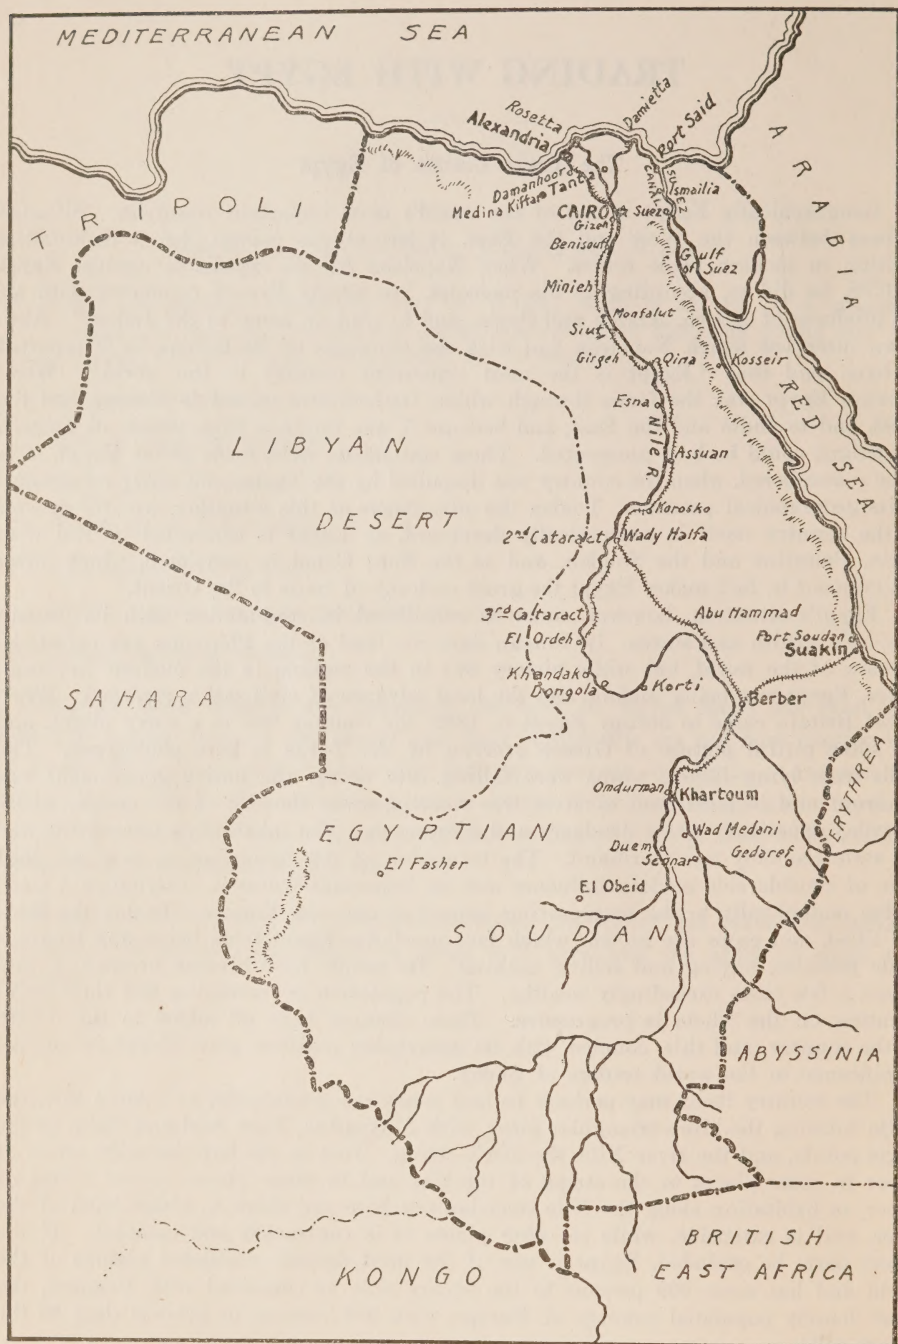 MEDITERRANEAN SEA
TRIPOLI
ARABIA
Rosetta
Alexandria
Damietta
Port Said
Damanhoor
Tanta
Medina Kiffar
SUEZ
CANAL
Ismailia
CAIRO
Suez
Gizeh
Benisouf
Gulf
of Suez
Minieh
Monfalut
Siut
Girgeh
Qina
Kosseir
RED SEA
Esna
Nile R.
LIBYAN
DESERT
Assuan
Korosko
2nd Cataract
Wady Halfa
3rd Cataract
Abu Hammad
El Ordeh
Port Soudan
Suakin
SAHARA
Khandak
Dongola
Korti
Berber
ERYTHREA
Omdurman
Khartoum
EGYPTIAN
SOUDAN
Wad Medani
Duem
Sennar
Gedaref
El Fasher
El Obeid
ABYSSINIA
KONGO
BRITISH
EAST AFRICA